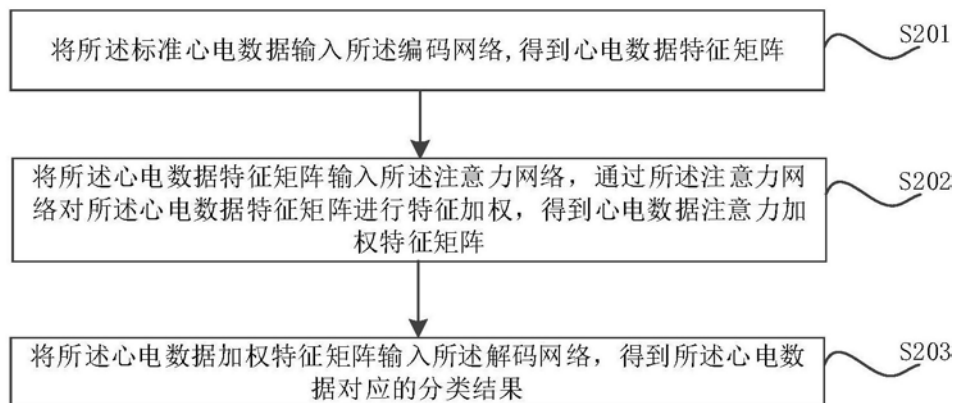 将所述标准心电数据输入所述编码网络,得到心电数据特征矩阵
S201
将所述心电数据特征矩阵输入所述注意力网络，通过所述注意力网
络对所述心电数据特征矩阵进行特征加权，得到心电数据注意力加
权特征矩阵
S202
将所述心电数据加权特征矩阵输入所述解码网络，得到所述心电数
据对应的分类结果
S203